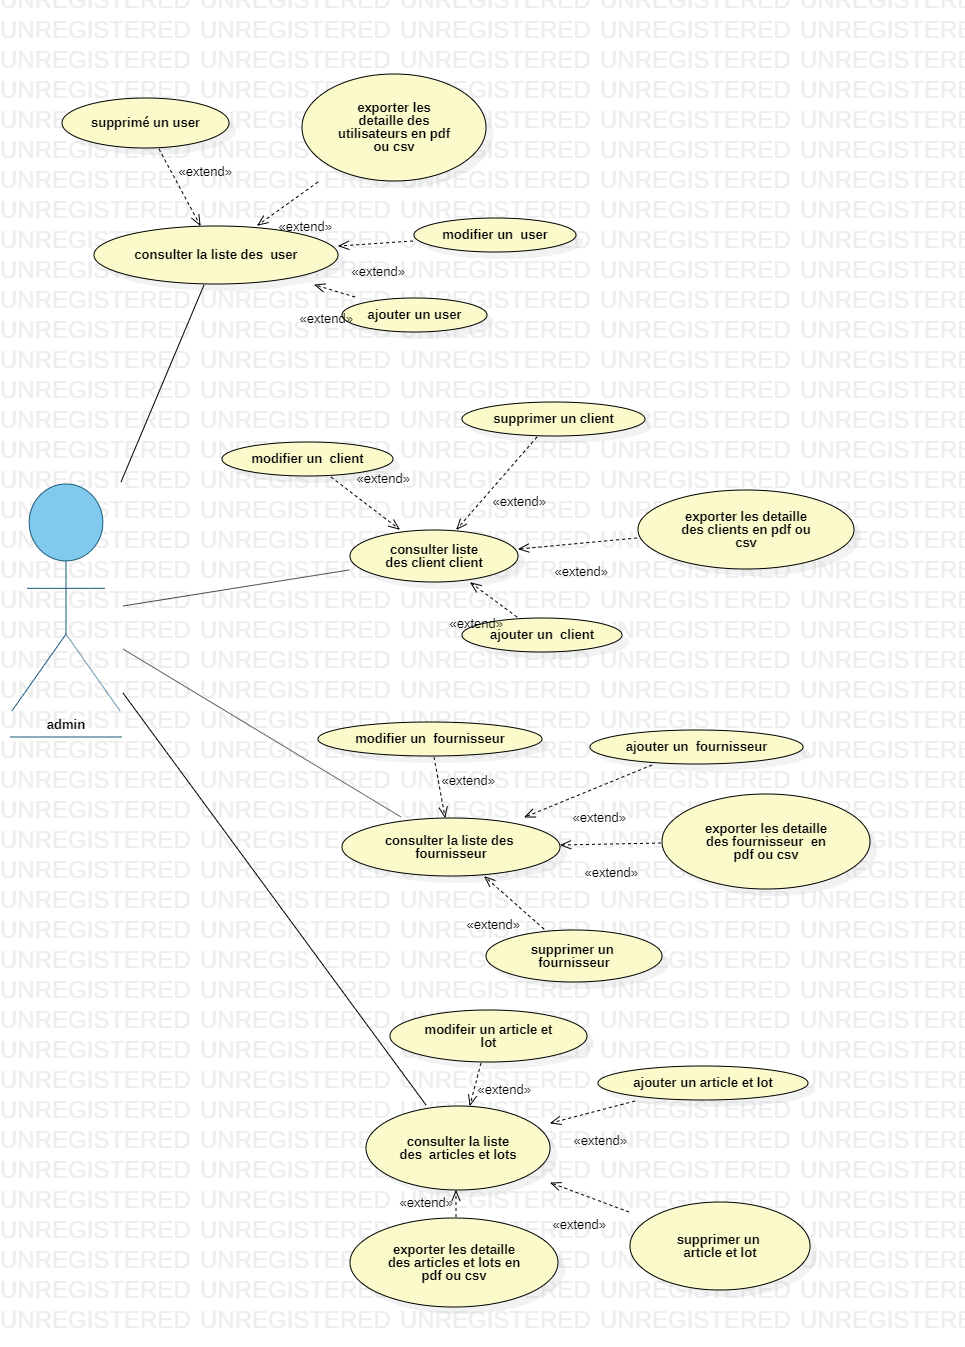 supprimé un user
exporter les
detaille des
utilisateurs en pdf
ou csv
«extend»
«extend»
consulter la liste des  user
modifier un  user
«extend»
ajouter un user
«extend»
supprimer un client
modifier un  client
«extend»
«extend»
exporter les detaille
des clients en pdf ou
csv
consulter liste
des client client
«extend»
«extend»
ajouter un  client
admin
modifier un  fournisseur
ajouter un  fournisseur
«extend»
«extend»
exporter les detaille
des fournisseur  en
pdf ou csv
consulter la liste des
fournisseur
«extend»
«extend»
supprimer un
fournisseur
modifeir un article et
lot
ajouter un article et lot
«extend»
«extend»
consulter la liste
des  articles et lots
«extend»
«extend»
supprimer un
article et lot
exporter les detaille
des articles et lots en
pdf ou csv
UNREGISTERED